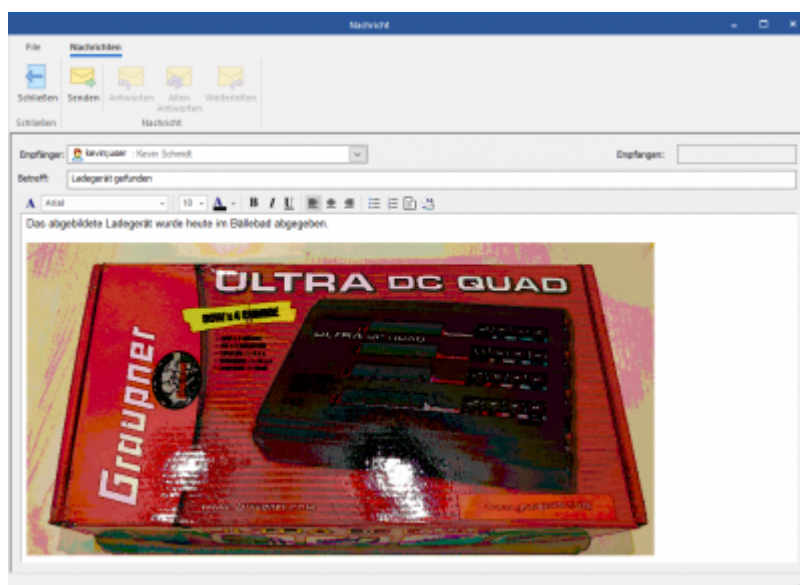 Nachricht
File Nachrichten
Schließen Senden Antworten Allen Antworten Weiterleiten
Schließen Nachricht
Empfänger: : Kevin Schmidt Empfangen:
Betreff: Ladegerät gefunden
Arial 10 B I U
Das abgebildete Ladegerät wurde heute im Bällebad abgegeben.
ULTRA DC QUAD
Graupner